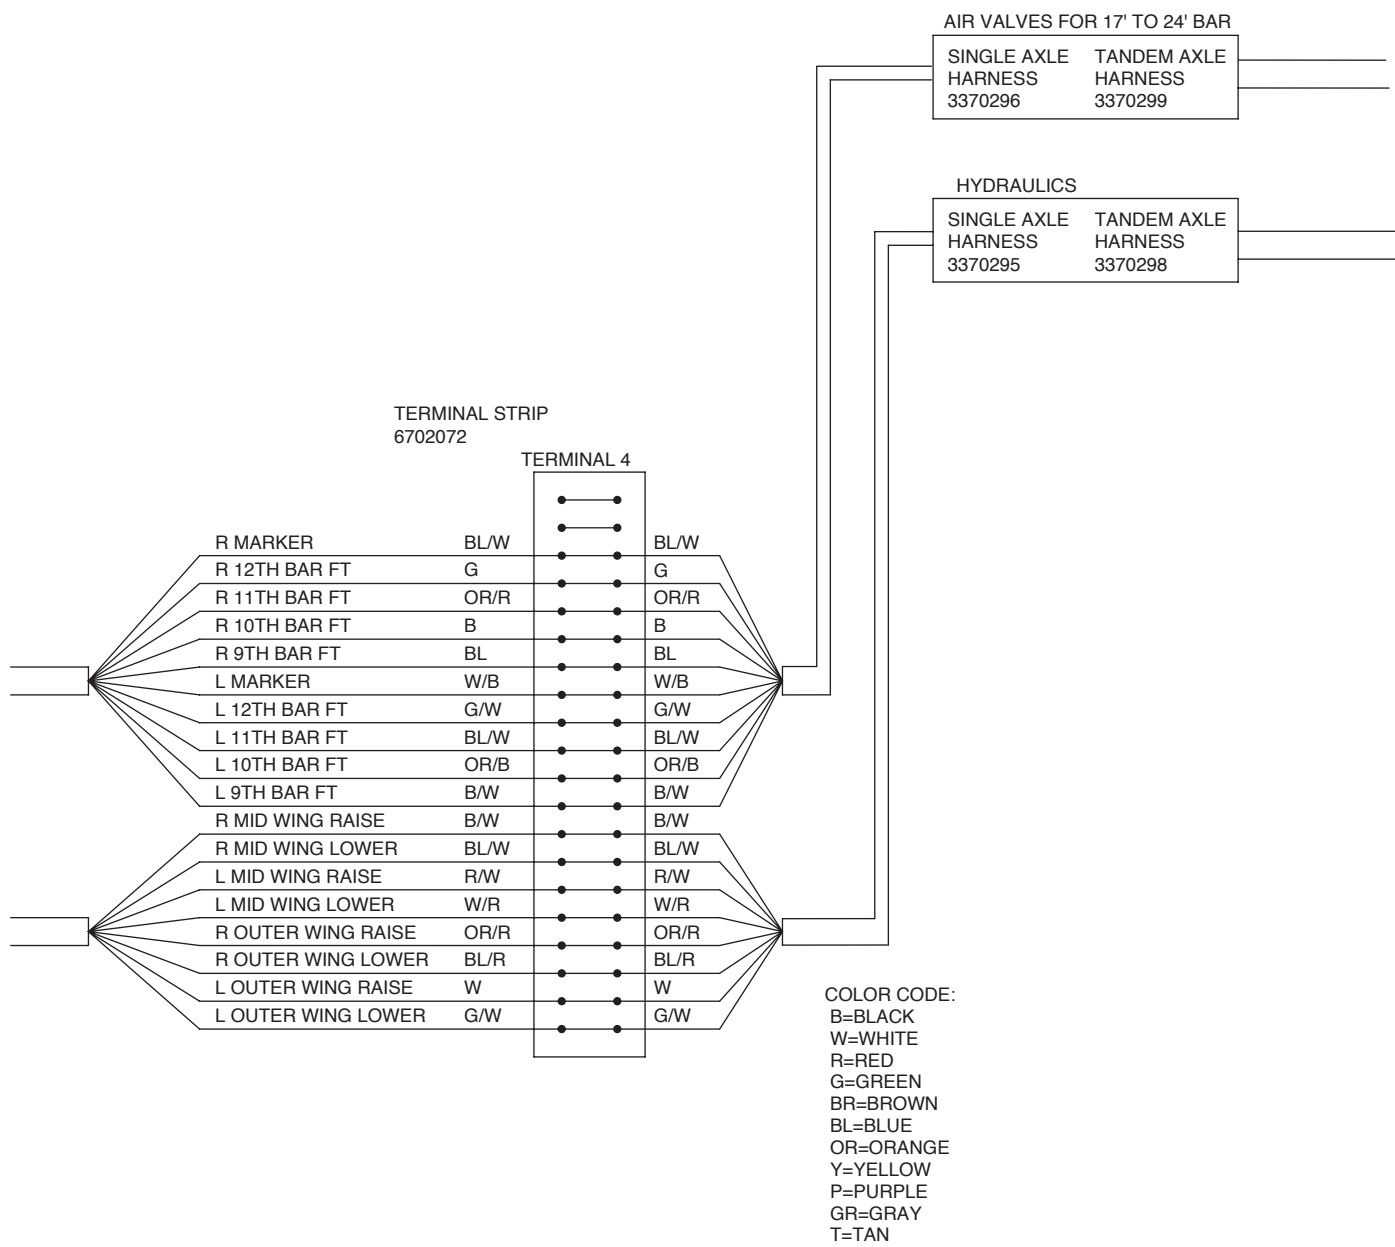 AIR VALVES FOR 17' TO 24' BAR
SINGLE AXLE TANDEM AXLE
HARNESS HARNESS
3370296 3370299
HYDRAULICS
SINGLE AXLE TANDEM AXLE
HARNESS HARNESS
3370295 3370298
TERMINAL STRIP
6702072
TERMINAL 4
R MARKER BL/W BL/W
R 12TH BAR FT G G
R 11TH BAR FT OR/R OR/R
R 10TH BAR FT B B
R 9TH BAR FT BL BL
L MARKER W/B W/B
L 12TH BAR FT G/W G/W
L 11TH BAR FT BL/W BL/W
L 10TH BAR FT OR/B OR/B
L 9TH BAR FT B/W B/W
R MID WING RAISE B/W B/W
R MID WING LOWER BL/W BL/W
L MID WING RAISE R/W R/W
L MID WING LOWER W/R W/R
R OUTER WING RAISE OR/R OR/R
R OUTER WING LOWER BL/R BL/R
L OUTER WING RAISE W W
L OUTER WING LOWER G/W G/W
COLOR CODE:
B=BLACK
W=WHITE
R=RED
G=GREEN
BR=BROWN
BL=BLUE
OR=ORANGE
Y=YELLOW
P=PURPLE
GR=GRAY
T=TAN